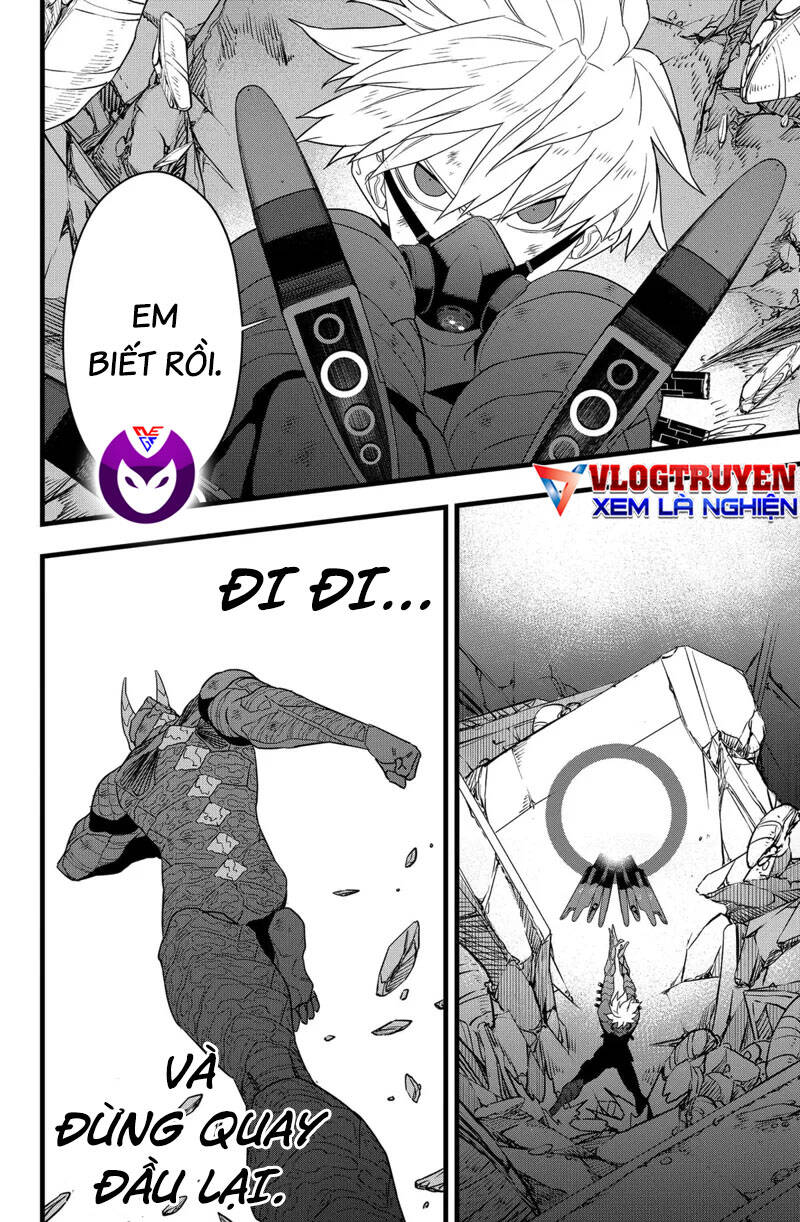 EM
BIẾT RỒI.
VLOGTRUYEN
XEM LÀ NGHIỆN
ĐI ĐI...
VÀ
ĐỪNG QUAY
ĐẦU LẠI.